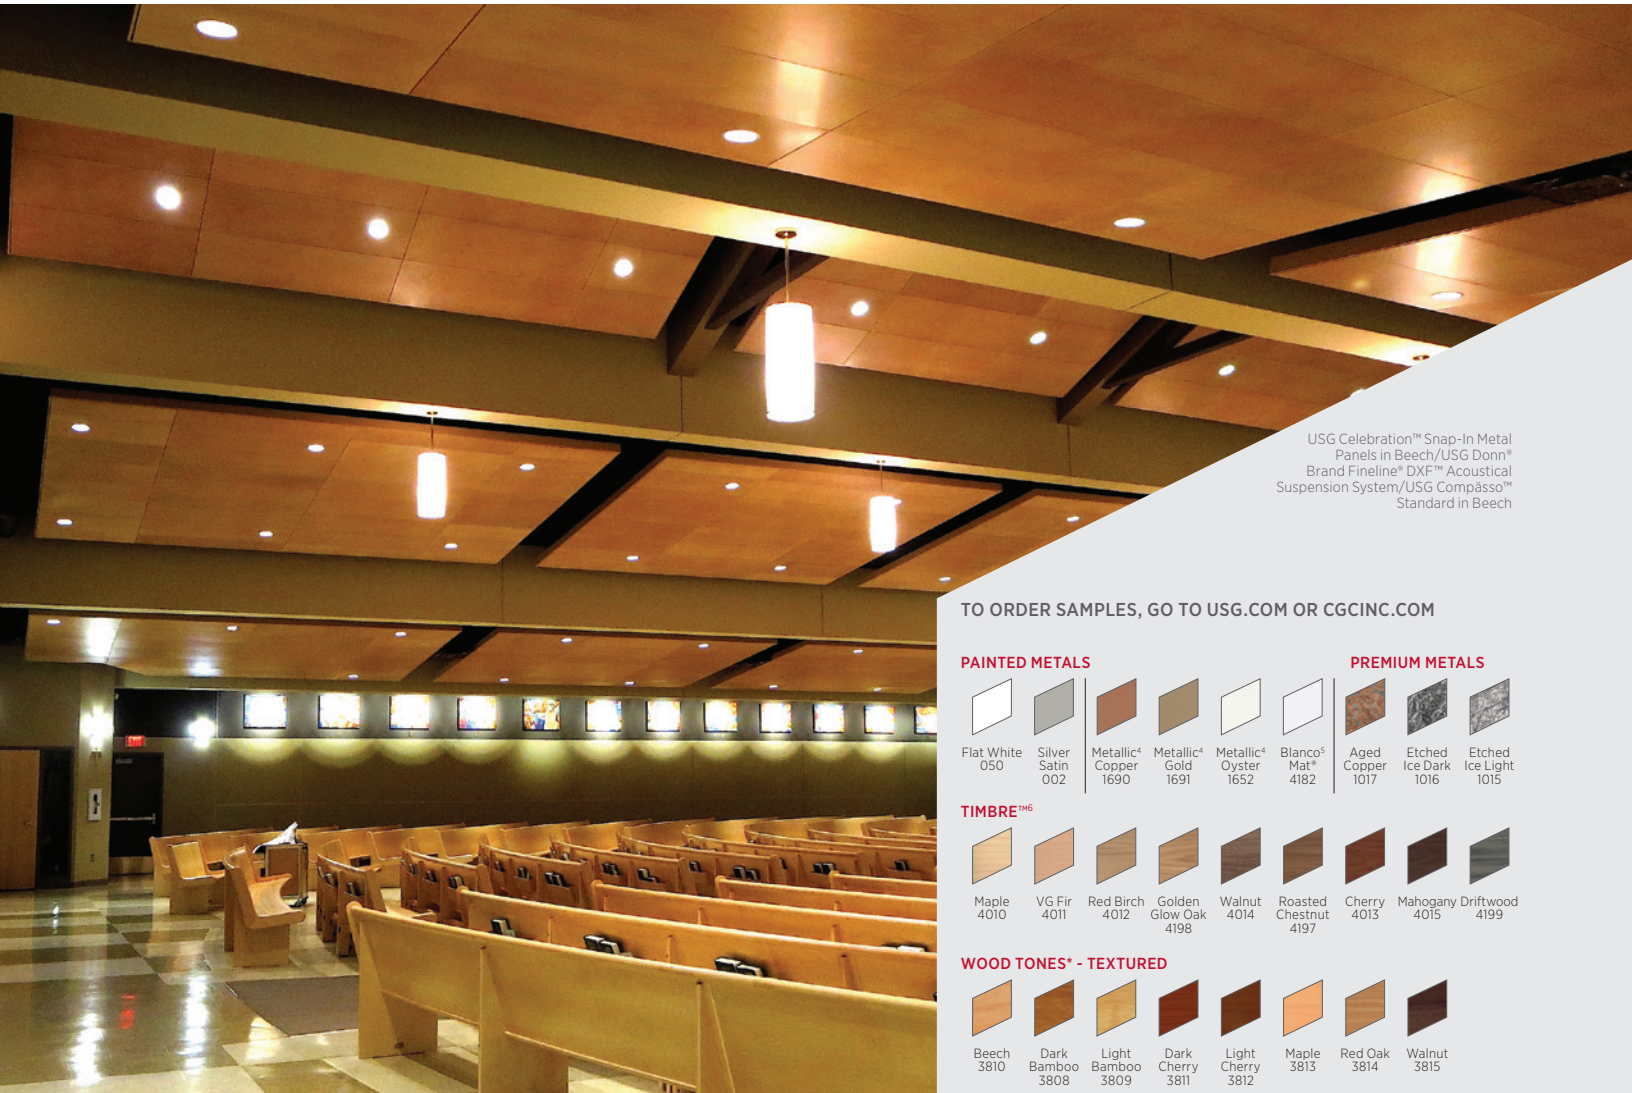 USG Celebration™ Snap-In Metal
Panels in Beech/USG Donn®
Brand Fineline® DXF™ Acoustical
Suspension System/USG Compässo™
Standard in Beech
TO ORDER SAMPLES, GO TO USG.COM OR CGCINC.COM
PAINTED METALS
Flat White
050
Silver
Satin
002
Metallic⁴
Copper
1690
Metallic⁴
Gold
1691
Metallic⁴
Oyster
1652
Blanco⁵
Mat®
4182
PREMIUM METALS
Aged
Copper
1017
Etched
Ice Dark
1016
Etched
Ice Light
1015
TIMBRE™⁶
Maple
4010
VG Fir
4011
Red Birch
4012
Golden
Glow Oak
4198
Walnut
4014
Roasted
Chestnut
4197
Cherry
4013
Mahogany
4015
Driftwood
4199
WOOD TONES* - TEXTURED
Beech
3810
Dark
Bamboo
3808
Light
Bamboo
3809
Dark
Cherry
3811
Light
Cherry
3812
Maple
3813
Red Oak
3814
Walnut
3815